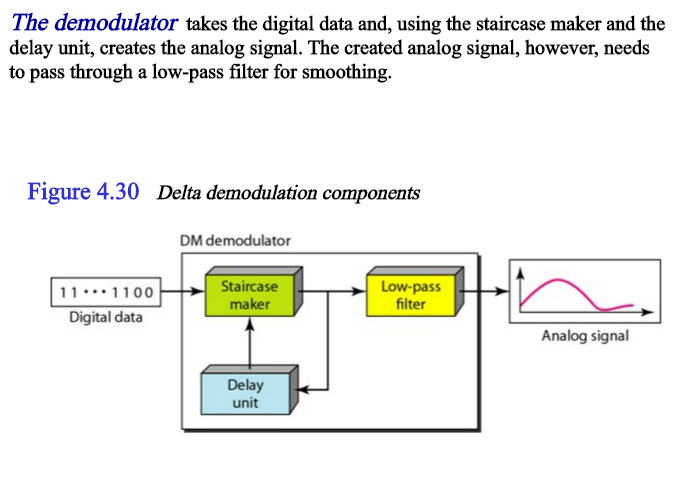 The demodulator takes the digital data and, using the staircase maker and the
delay unit, creates the analog signal. The created analog signal, however, needs
to pass through a low-pass filter for smoothing.
Figure 4.30 Delta demodulation components
DM demodulator
11•••1100
Digital data
Staircase
maker
Low-pass
filter
Analog signal
Delay
unit